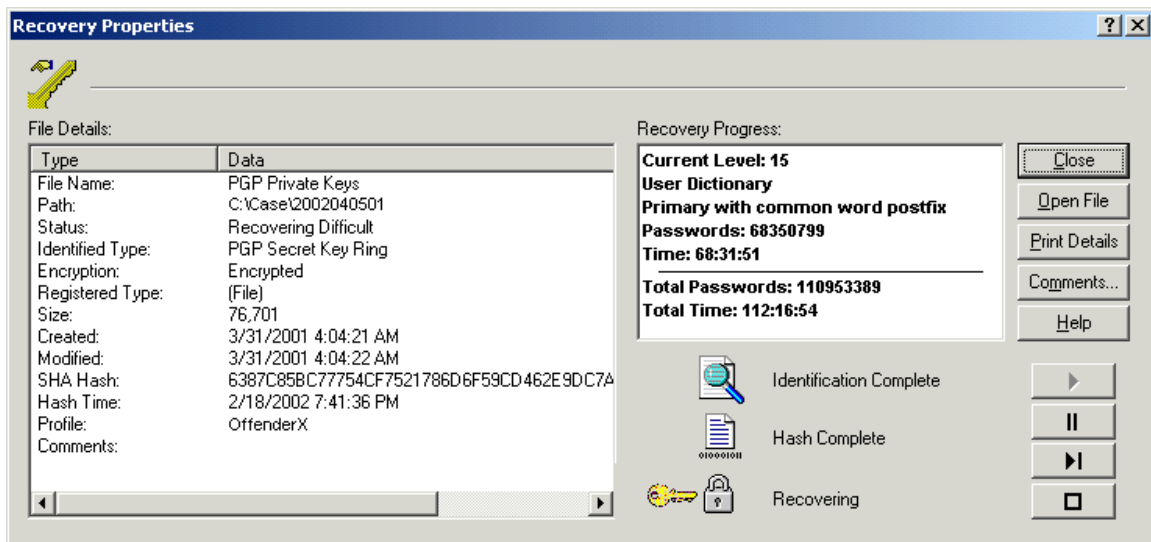 Recovery Properties
File Details:
Type Data
File Name: PGP Private Keys
Path: C:\Case\2002040501
Status: Recovering Difficult
Identified Type: PGP Secret Key Ring
Encryption: Encrypted
Registered Type: (File)
Size: 76,701
Created: 3/31/2001 4:04:21 AM
Modified: 3/31/2001 4:04:22 AM
SHA Hash: 6387C85BC77754CF7521786D6F59CD462E9DC7A
Hash Time: 2/18/2002 7:41:36 PM
Profile: OffenderX
Comments:
Recovery Progress:
Current Level: 15
User Dictionary
Primary with common word postfix
Passwords: 68350799
Time: 68:31:51
Total Passwords: 110953389
Total Time: 112:16:54
Close
Open File
Print Details
Comments...
Help
Identification Complete
Hash Complete
Recovering